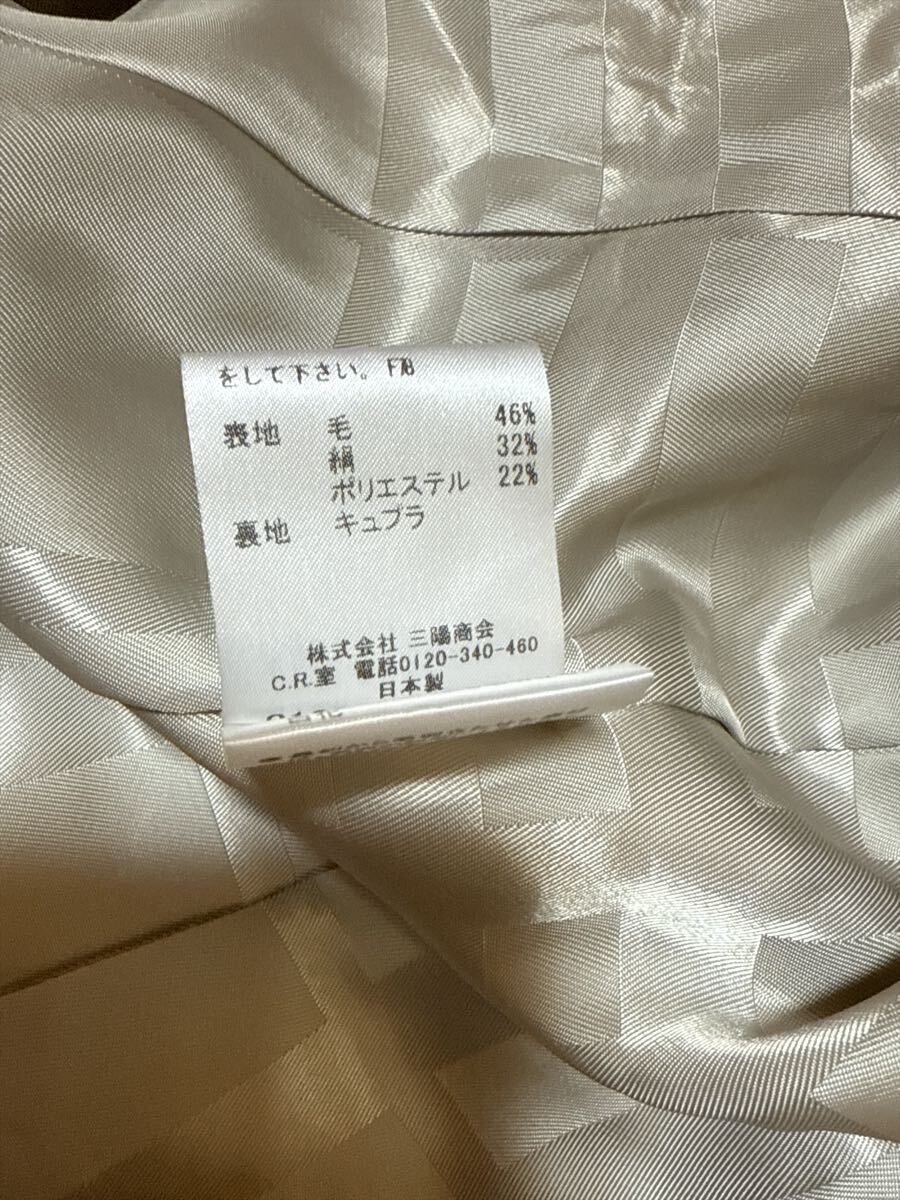 をして下さい。 F78
表地 毛 46%
絹 32%
ポリエステル 22%
裏地 キュプラ
株式会社 三陽商会
C.R.室 電話0120-340-460
日本製